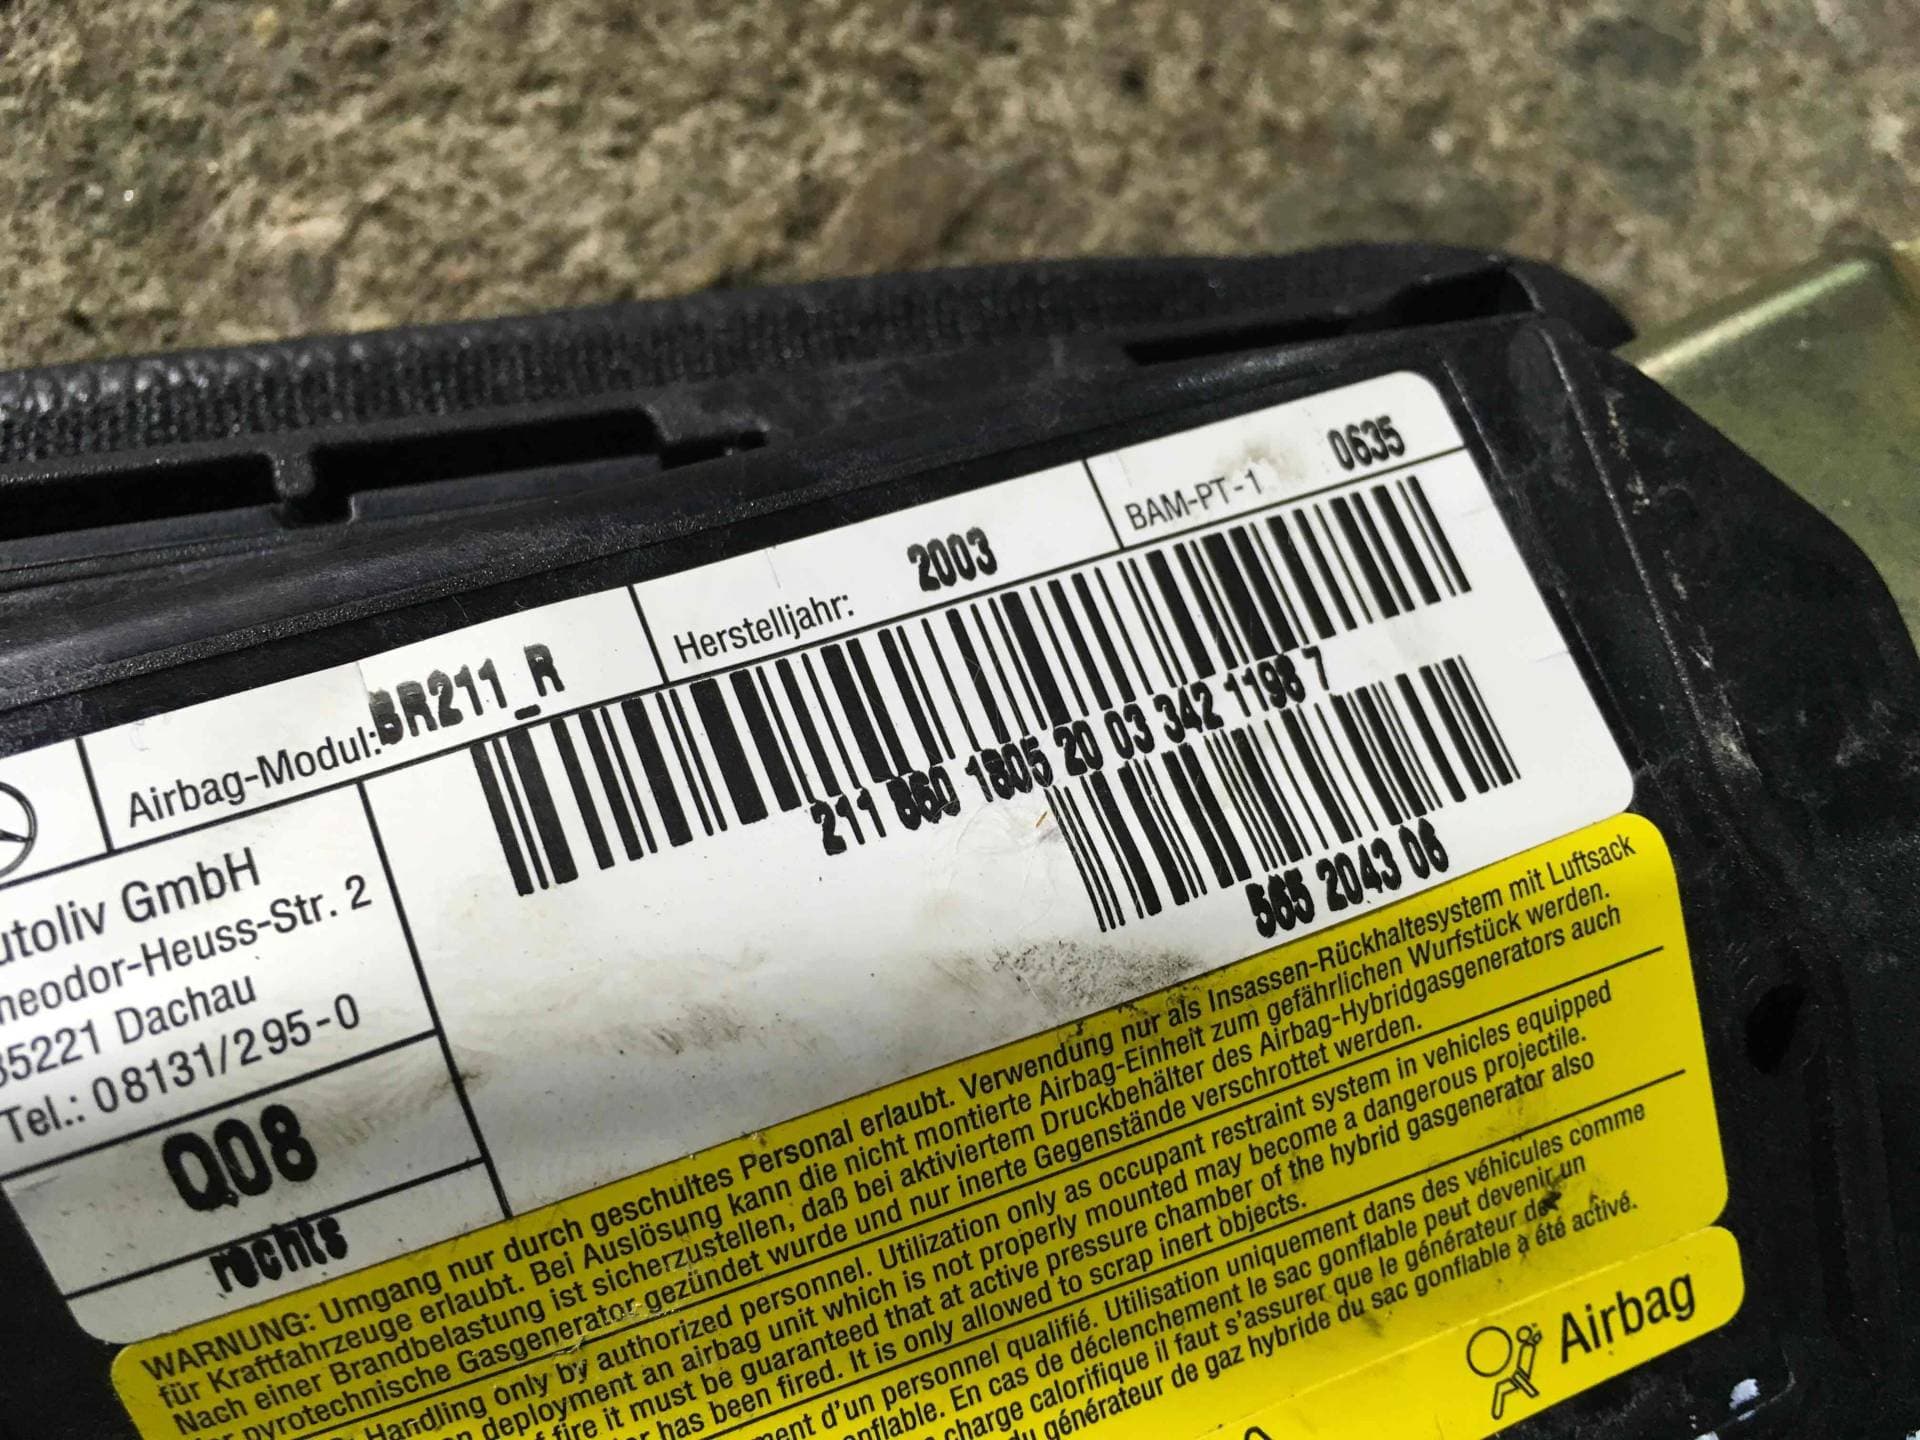 Airbag-Modul: BR211_R
Herstelljahr: 2003
BAM-PT-1 0635
211 860 1805 20 03 342 1198 7
565 2043 06
GmbH
-Heuss-Str. 2
Dachau
Tel.: 08131/295-0
Q08
rechts
WARNUNG: Umgang nur durch geschultes Personal erlaubt. Verwendung nur als Insassen-Rückhaltesystem mit Luftsack
für Kraftfahrzeuge erlaubt. Bei Auslösung kann die nicht montierte Airbag-Einheit zum gefährlichen Wurfstück werden.
Nach einer Brandbelastung ist sicherzustellen, daß bei aktiviertem Druckbehälter des Airbag-Hybridgasgenerators auch
pyrotechnische Gasgenerator gezündet wurde und nur inerte Gegenstände verschrottet werden.
Handling only by authorized personnel. Utilization only as occupant restraint system in vehicles equipped
deployment an airbag unit which is not properly mounted may become a dangerous projectile.
fire it must be guaranteed that at active pressure chamber of the hybrid gasgenerator also
has been fired. It is only allowed to scrap inert objects.
d'un personnel qualifié. Utilisation uniquement dans des véhicules comme
En cas de déclenchement le sac gonflable peut devenir un
charge calorifique il faut s'assurer que le générateur de
du générateur de gaz hybride du sac gonflable a été activé.
Airbag